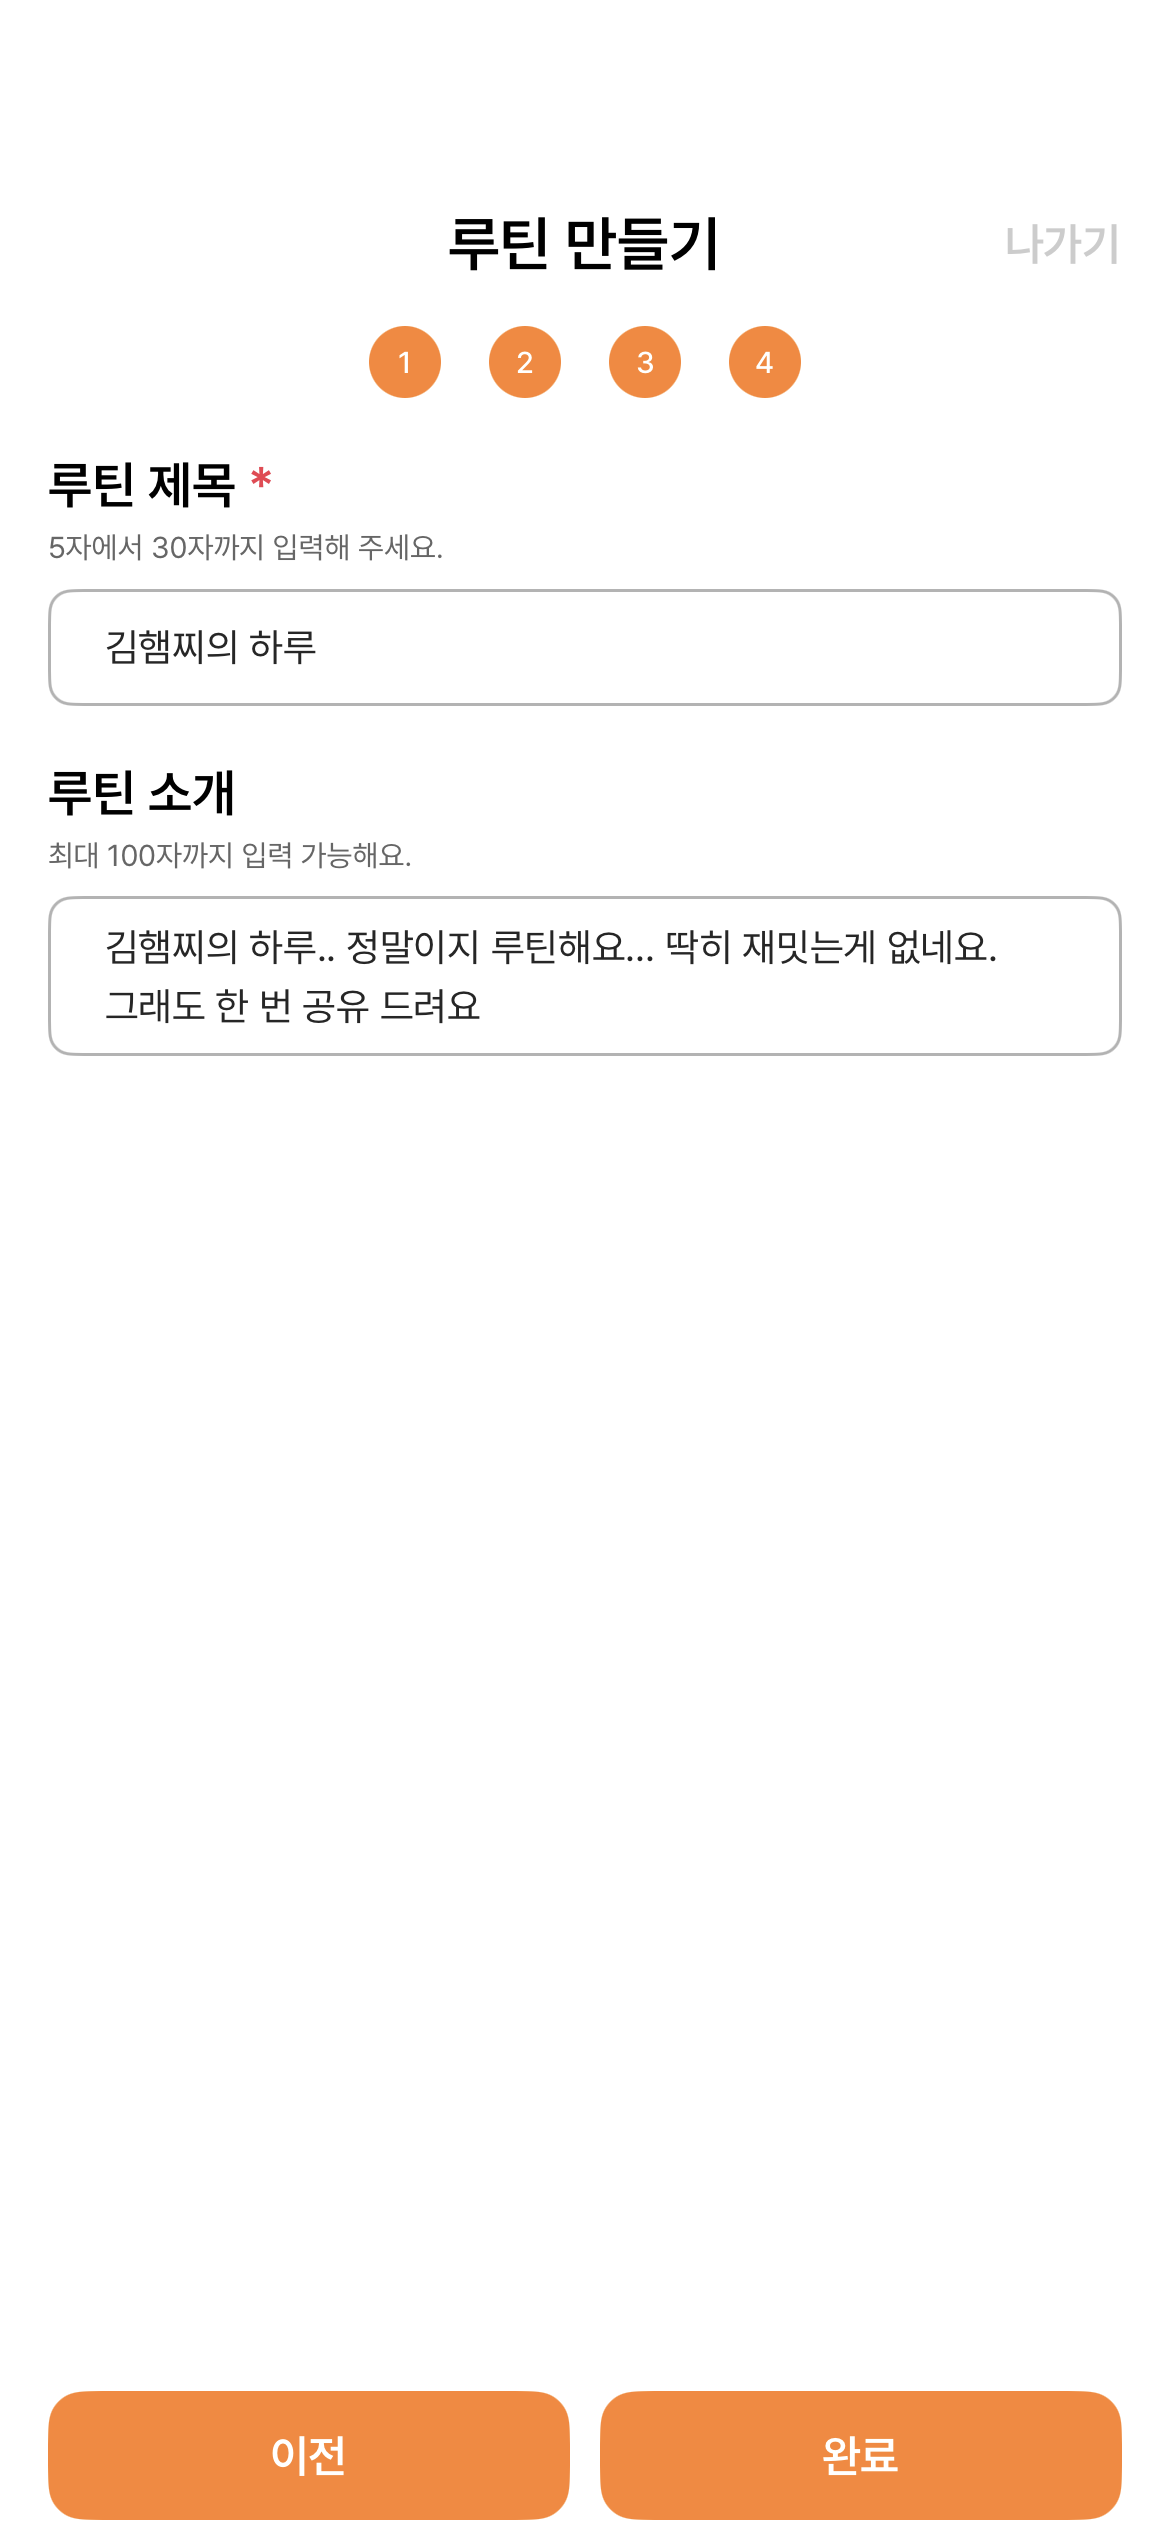 루틴 만들기
나가기
1 2 3 4
루틴 제목 *
5자에서 30자까지 입력해 주세요.
김햄찌의 하루
루틴 소개
최대 100자까지 입력 가능해요.
김햄찌의 하루.. 정말이지 루틴해요... 딱히 재밋는게 없네요.
그래도 한 번 공유 드려요
이전
완료